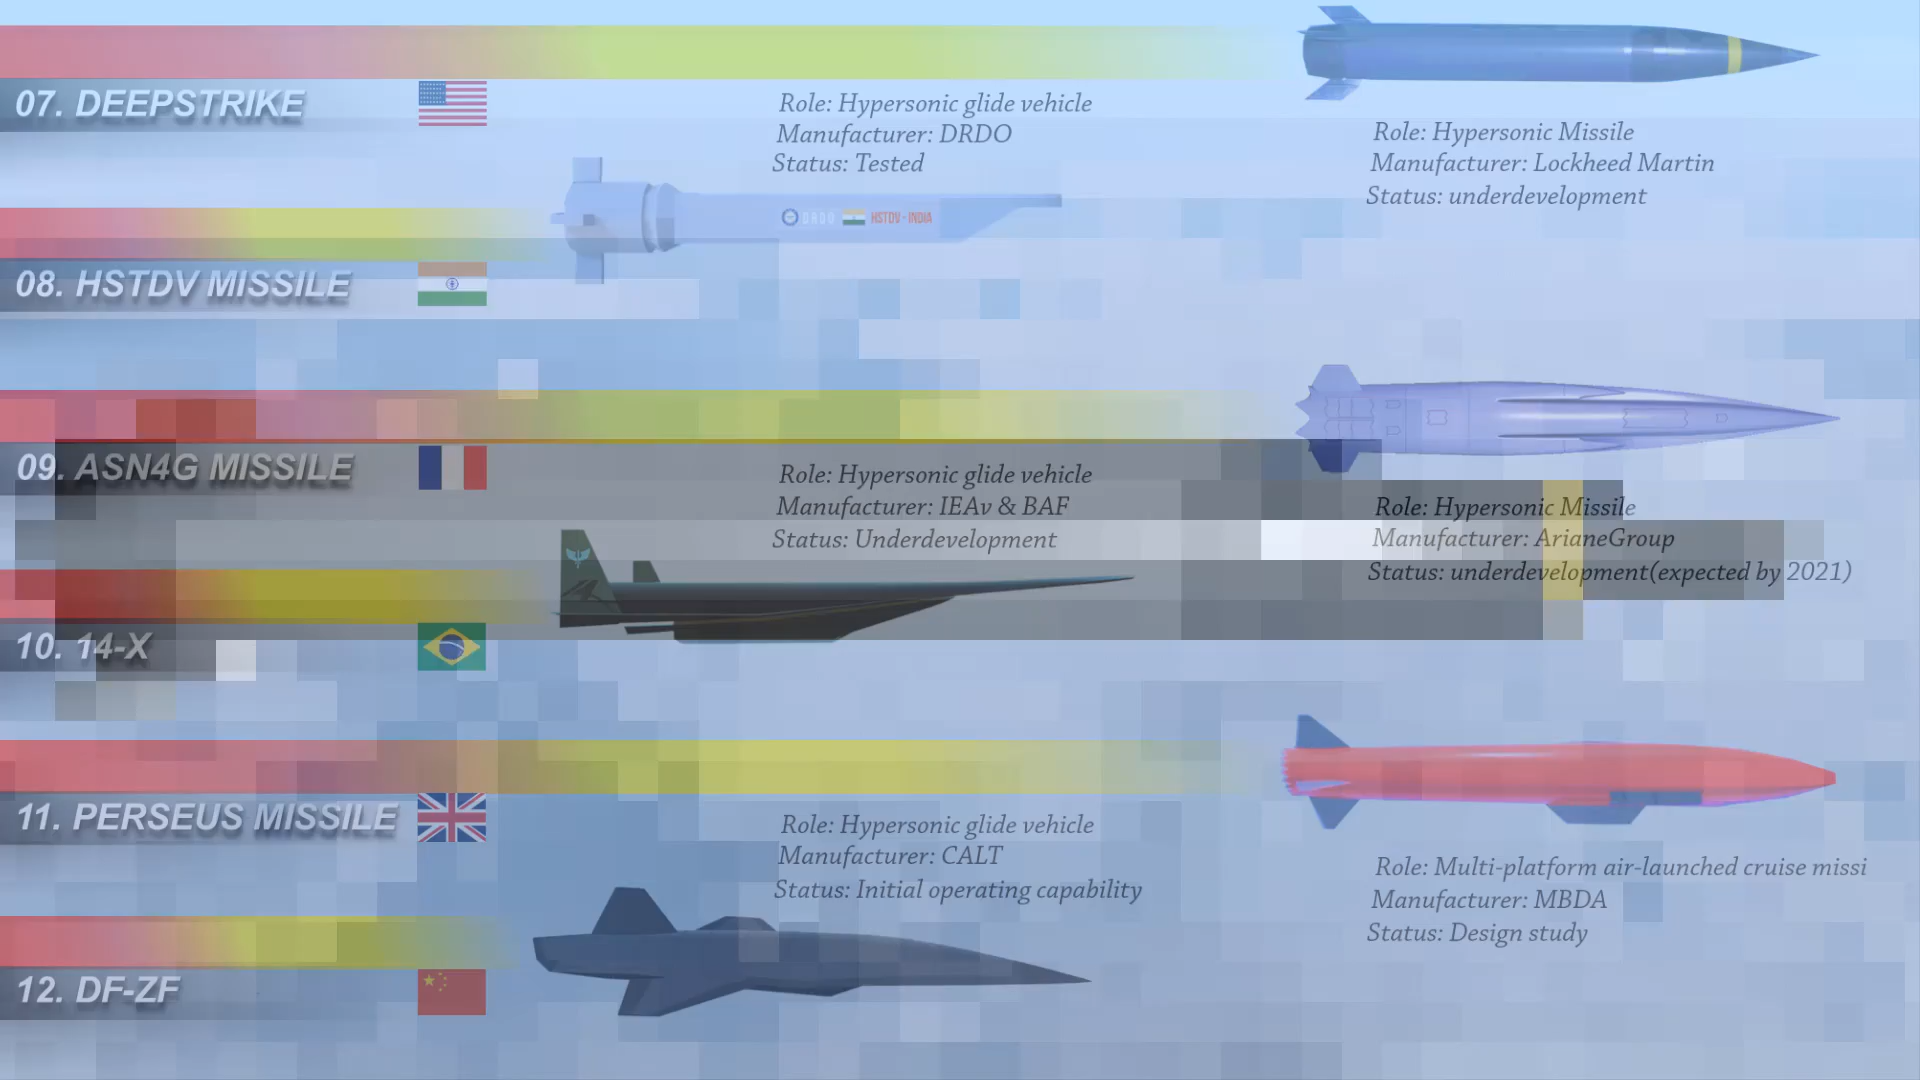 07. DEEPSTRIKE
Role: Hypersonic glide vehicle
Manufacturer: DRDO
Status: Tested
Role: Hypersonic Missile
Manufacturer: Lockheed Martin
Status: underdevelopment
DRDO HSTDV - INDIA
08. HSTDV MISSILE
09. ASN4G MISSILE
Role: Hypersonic glide vehicle
Manufacturer: IEAv & BAF
Status: Underdevelopment
Role: Hypersonic Missile
Manufacturer: ArianeGroup
Status: underdevelopment(expected by 2021)
10. 14-X
11. PERSEUS MISSILE
Role: Hypersonic glide vehicle
Manufacturer: CALT
Status: Initial operating capability
Role: Multi-platform air-launched cruise missi
Manufacturer: MBDA
Status: Design study
12. DF-ZF